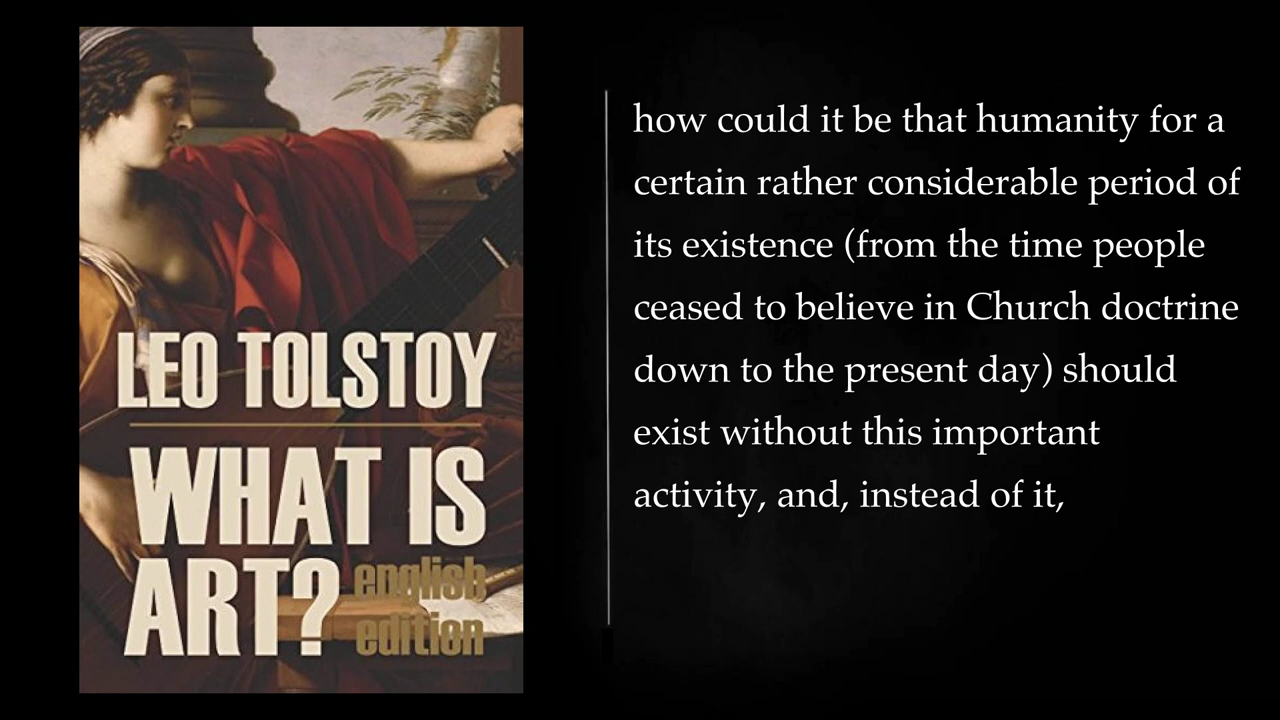 LEO TOLSTOY
WHAT IS
ART?
english
edition
how could it be that humanity for a
certain rather considerable period of
its existence (from the time people
ceased to believe in Church doctrine
down to the present day) should
exist without this important
activity, and, instead of it,